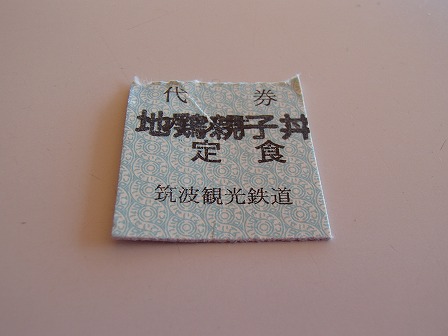 代券
地鶏親子丼
定食
筑波観光鉄道